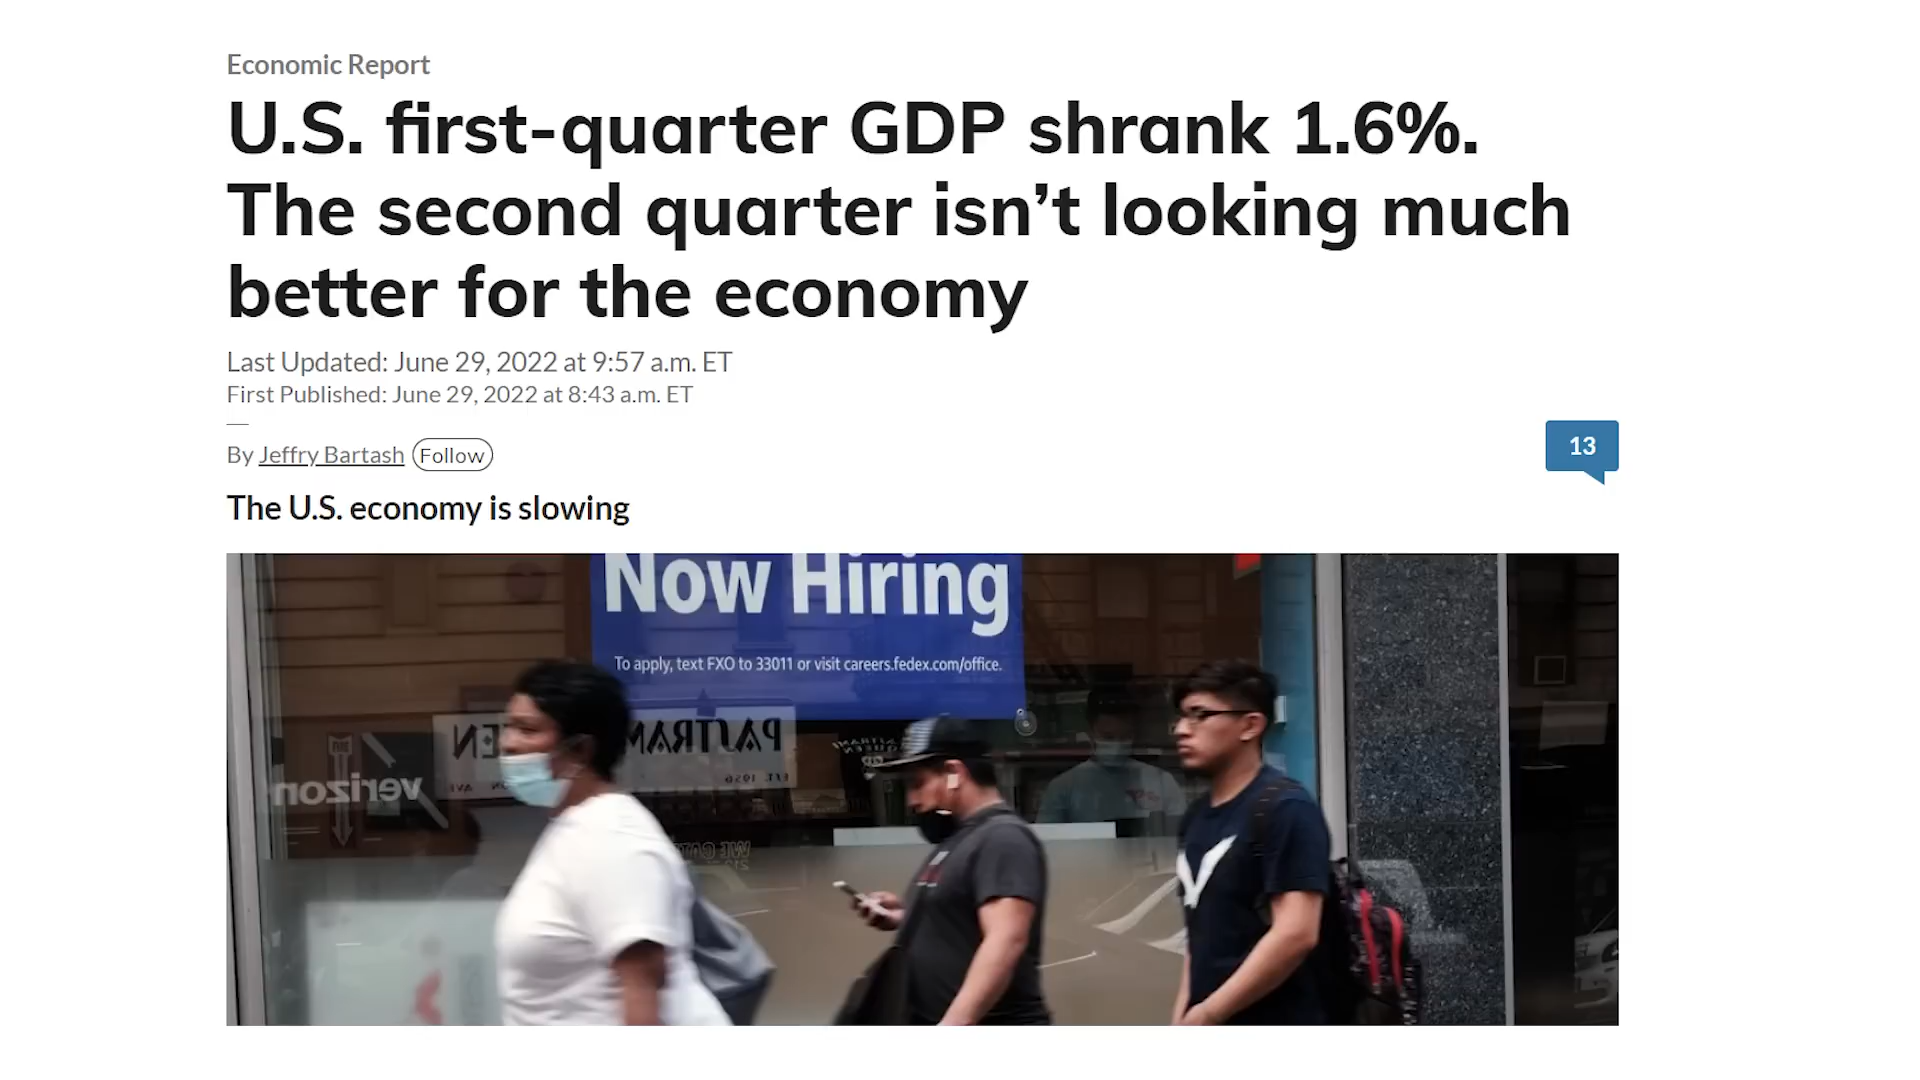 Economic Report
U.S. first-quarter GDP shrank 1.6%.
The second quarter isn’t looking much
better for the economy
Last Updated: June 29, 2022 at 9:57 a.m. ET
First Published: June 29, 2022 at 8:43 a.m. ET
By Jeffry Bartash Follow
13
The U.S. economy is slowing
Now Hiring
To apply, text FXO to 33011 or visit careers.fedex.com/office.
PASTRAM
verizon